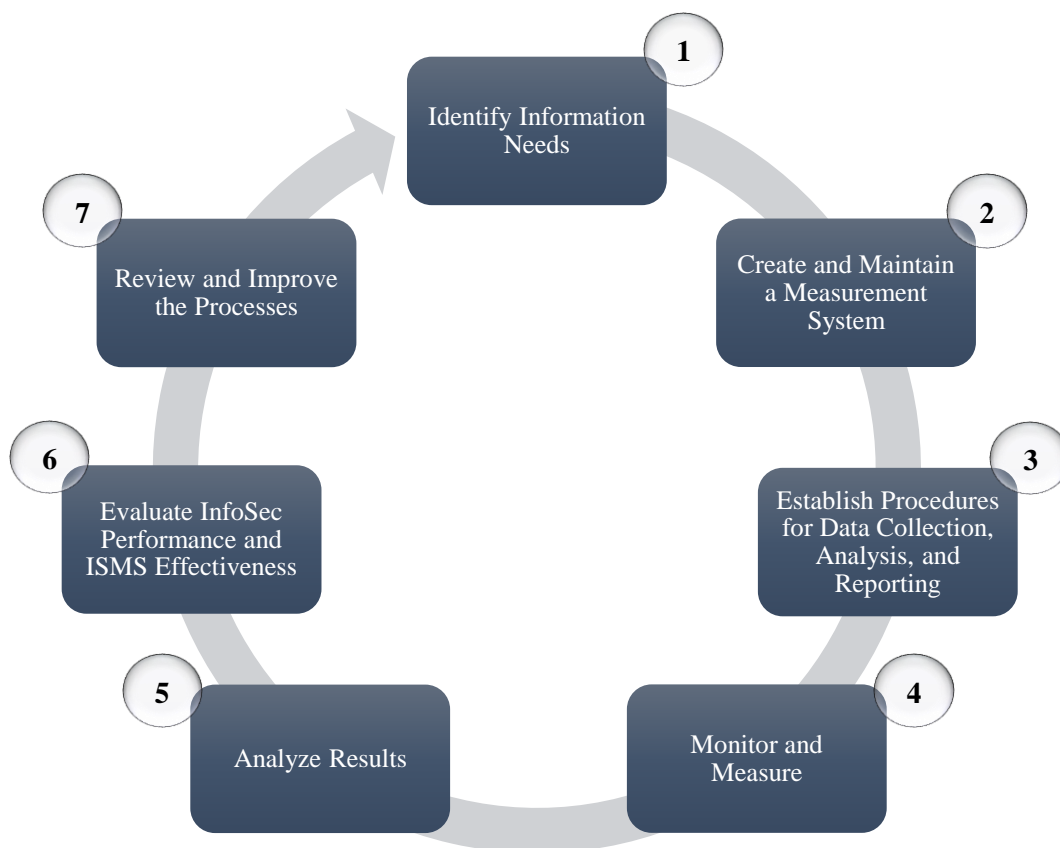 1
Identify Information
Needs
2
Create and Maintain
a Measurement
System
3
Establish Procedures
for Data Collection,
Analysis, and
Reporting
4
Monitor and
Measure
5
Analyze Results
6
Evaluate InfoSec
Performance and
ISMS Effectiveness
7
Review and Improve
the Processes